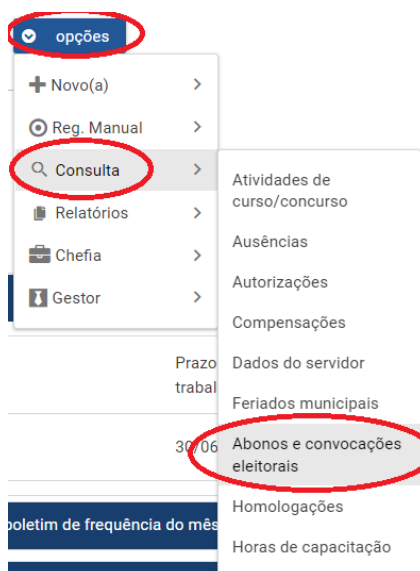 opções
Novo(a)
Reg. Manual
Consulta
Relatórios
Chefia
Gestor
Atividades de
curso/concurso
Ausências
Autorizações
Compensações
Dados do servidor
Feriados municipais
Abonos e convocações
eleitorais
Homologações
Horas de capacitação
Prazo
trabal
30/06
boletim de frequência do mês